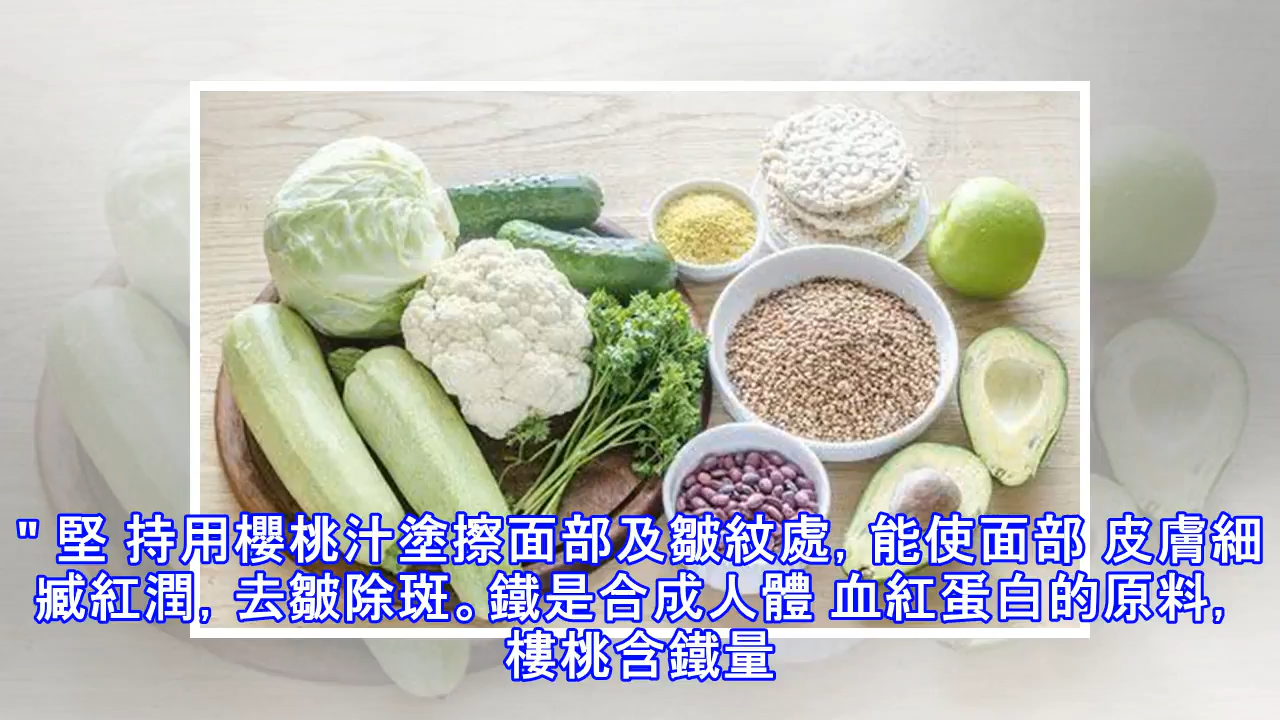 " 堅 持用櫻桃汁塗擦面部及皺紋處, 能使面部 皮膚細
臧紅潤, 去皺除斑。鐵是合成人體 血紅蛋白的原料,
樓桃含鐵量